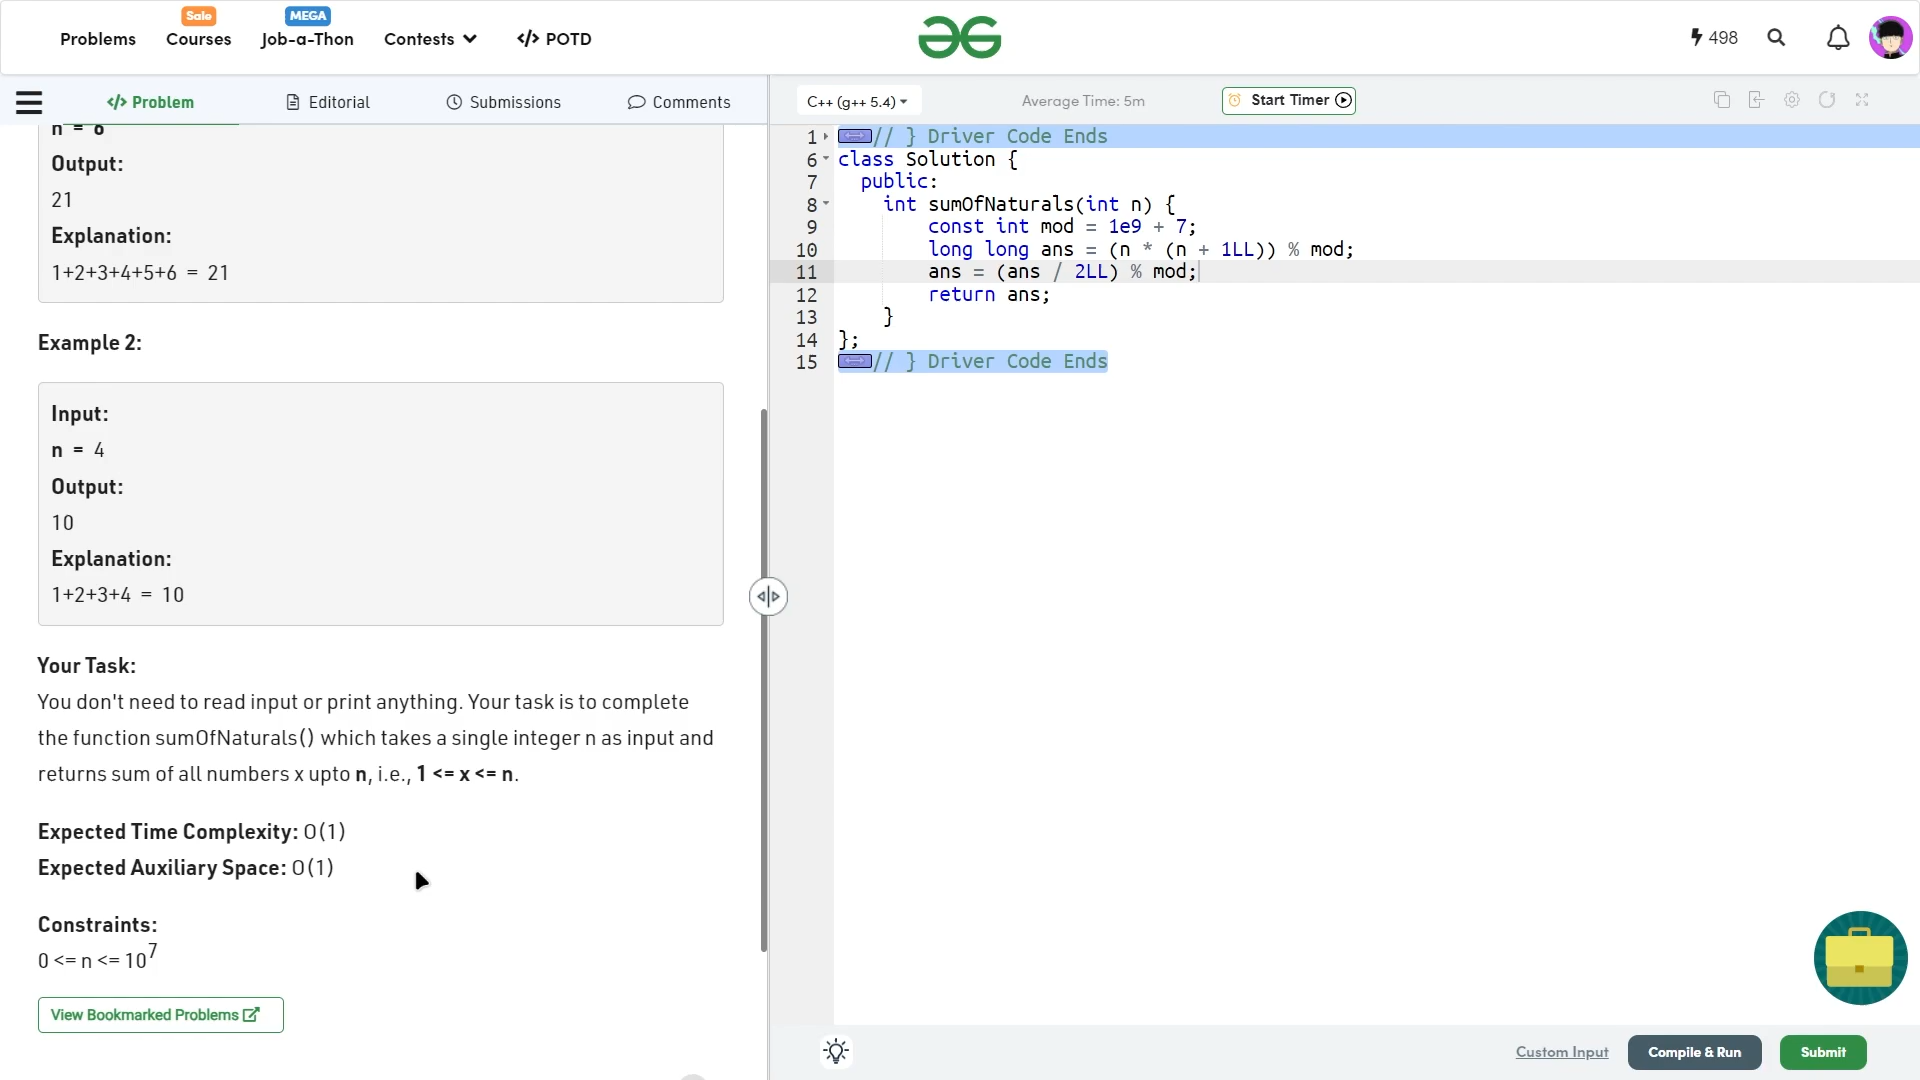 Sale
MEGA
Problems Courses Job-a-Thon Contests </> POTD
498
</> Problem Editorial Submissions Comments
C++ (g++ 5.4) Average Time: 5m Start Timer
n = 6
Output:
21
Explanation:
1+2+3+4+5+6 = 21
Example 2:
Input:
n = 4
Output:
10
Explanation:
1+2+3+4 = 10
Your Task:
You don't need to read input or print anything. Your task is to complete
the function sumOfNaturals() which takes a single integer n as input and
returns sum of all numbers x upto n, i.e., 1 <= x <= n.
Expected Time Complexity: O(1)
Expected Auxiliary Space: O(1)
Constraints:
0 <= n <= 10^7
View Bookmarked Problems
1 // } Driver Code Ends
6 class Solution {
7 public:
8 int sumOfNaturals(int n) {
9 const int mod = 1e9 + 7;
10 long long ans = (n * (n + 1LL)) % mod;
11 ans = (ans / 2LL) % mod;
12 return ans;
13 }
14 };
15 // } Driver Code Ends
Custom Input Compile & Run Submit